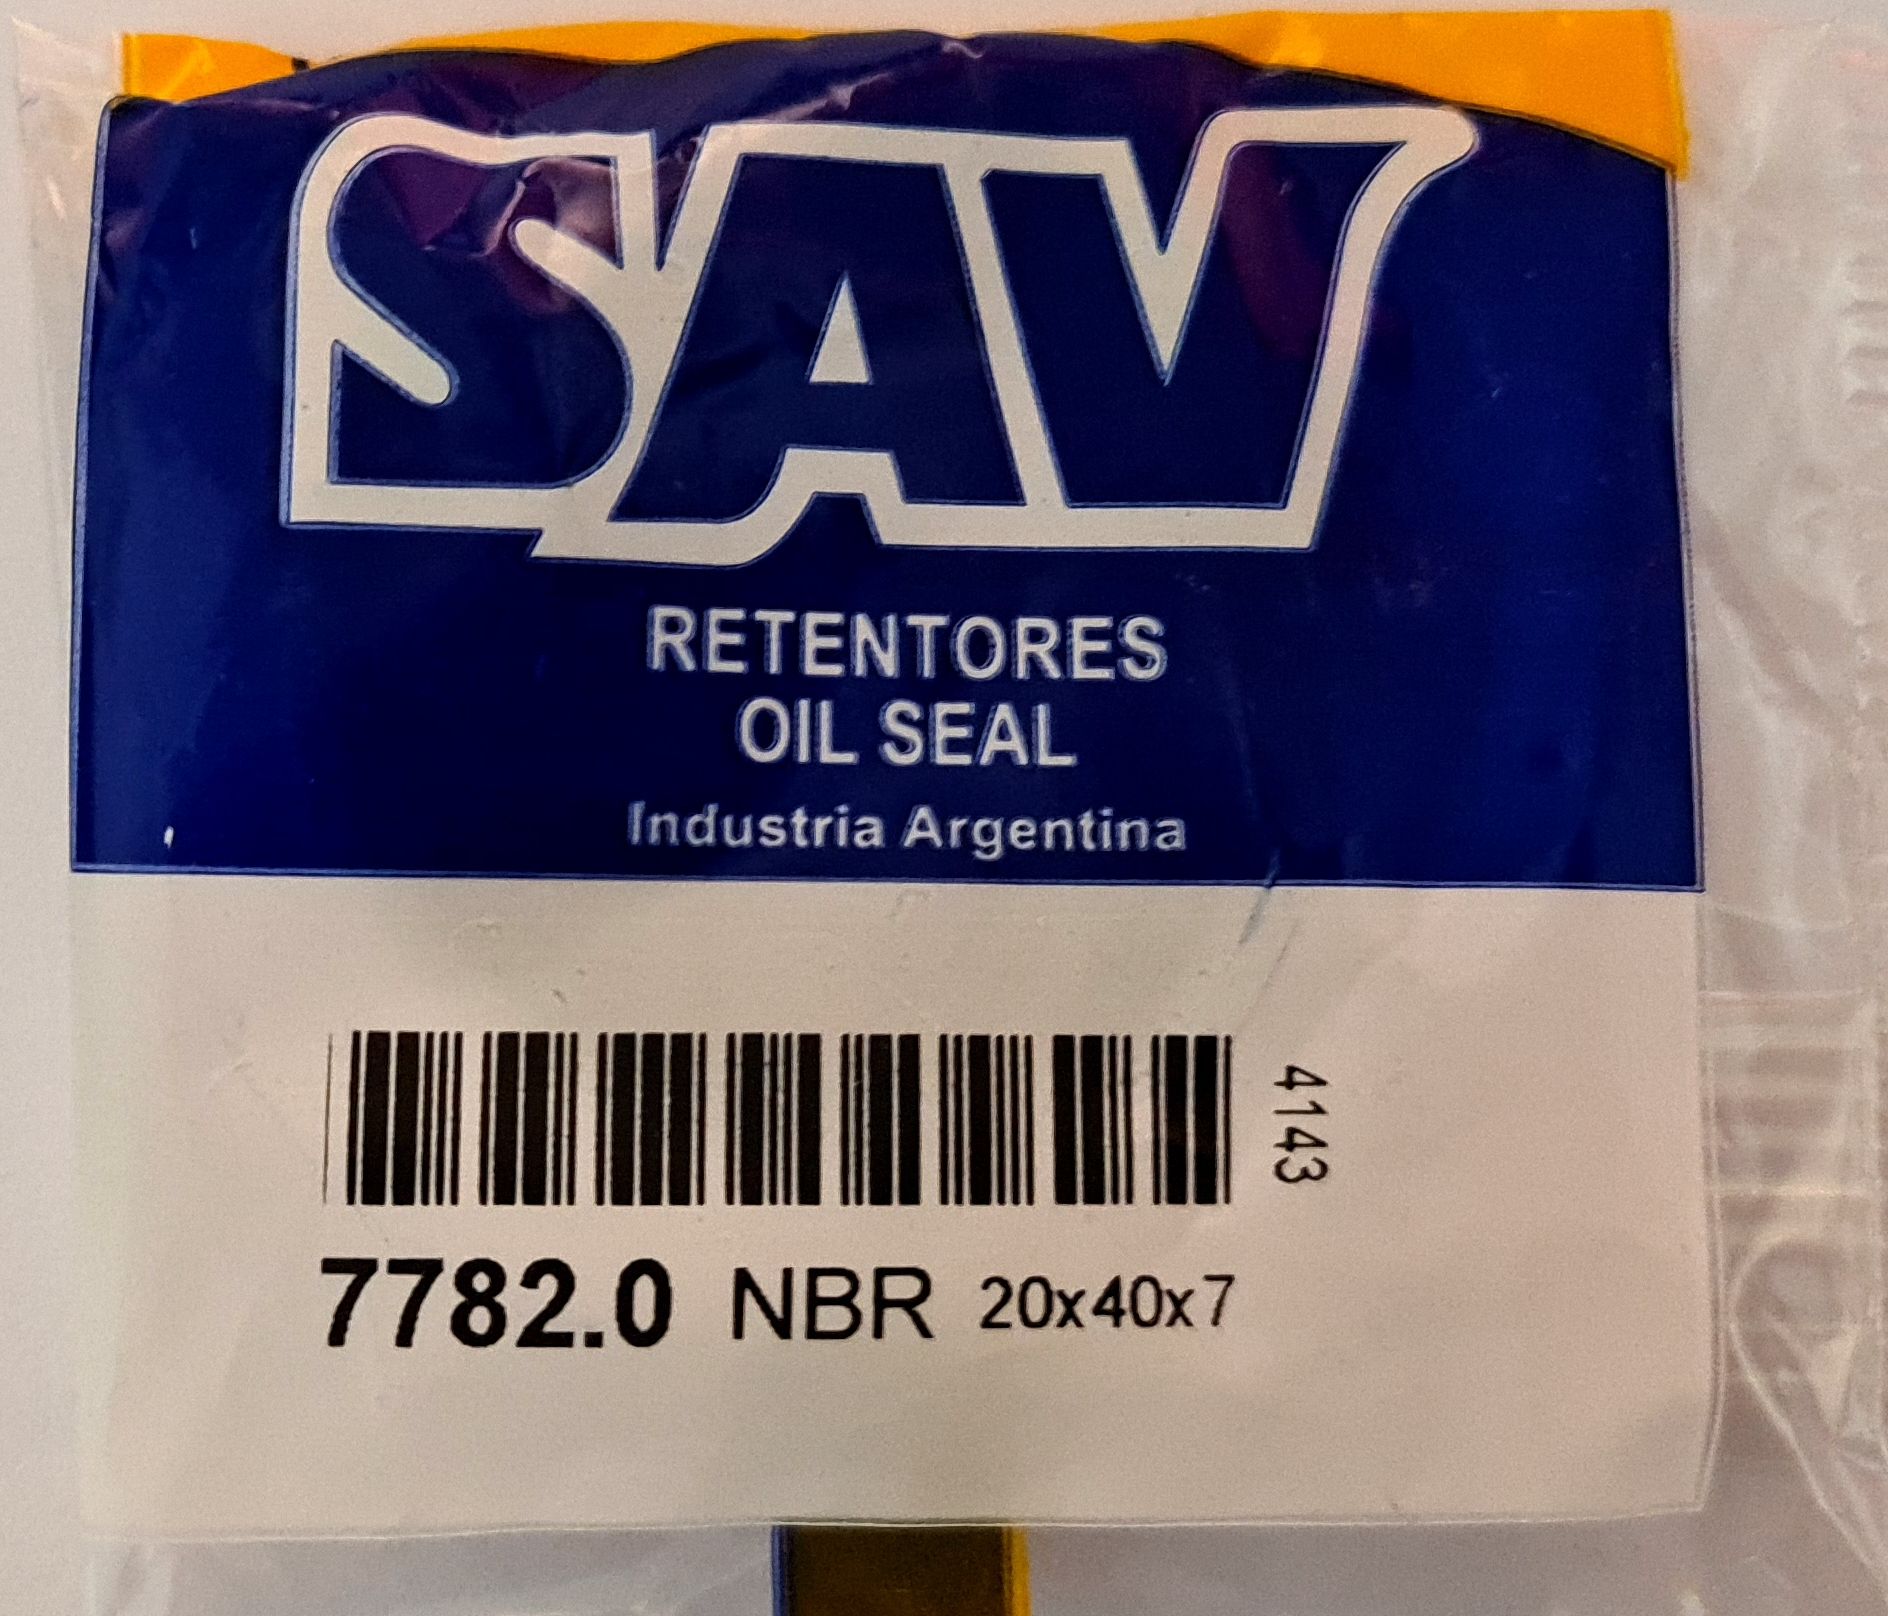 SAV
RETENTORES
OIL SEAL
Industria Argentina
4143
7782.0 NBR 20x40x7